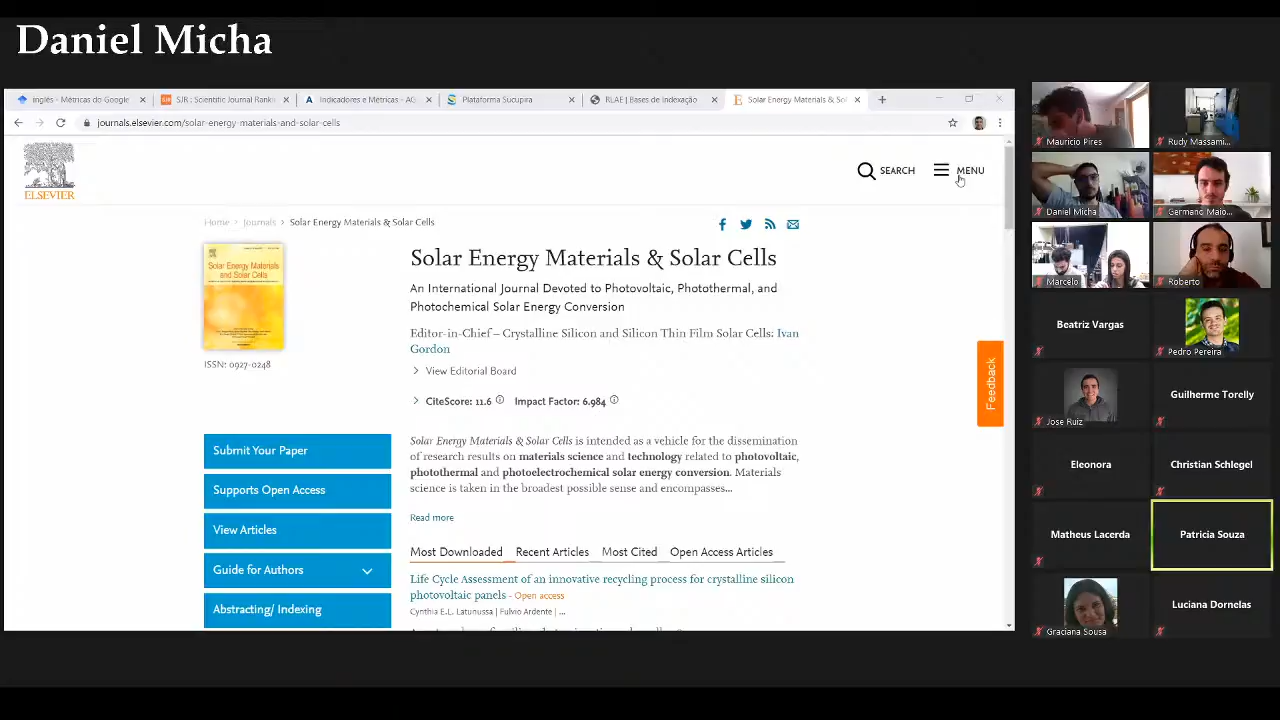 Daniel Micha
inglês - Métricas do Google
SJR : Scientific Journal Ranki
Indicadores e Métricas - AG
Plataforma Sucupira
RLAE | Bases de Indexação
Solar Energy Materials & Sol
journals.elsevier.com/solar-energy-materials-and-solar-cells
ELSEVIER
SEARCH
MENU
Home > Journals > Solar Energy Materials & Solar Cells
Solar Energy Materials
and Solar Cells
ISSN: 0927-0248
Solar Energy Materials & Solar Cells
An International Journal Devoted to Photovoltaic, Photothermal, and
Photochemical Solar Energy Conversion
Editor-in-Chief – Crystalline Silicon and Silicon Thin Film Solar Cells: Ivan
Gordon
> View Editorial Board
> CiteScore: 11.6 Impact Factor: 6.984
Solar Energy Materials & Solar Cells is intended as a vehicle for the dissemination
of research results on materials science and technology related to photovoltaic,
photothermal and photoelectrochemical solar energy conversion. Materials
science is taken in the broadest possible sense and encompasses...
Read more
Submit Your Paper
Supports Open Access
View Articles
Guide for Authors
Abstracting/ Indexing
Most Downloaded Recent Articles Most Cited Open Access Articles
Life Cycle Assessment of an innovative recycling process for crystalline silicon
photovoltaic panels - Open access
Cynthia E.L. Latunussa | Fulvio Ardente | ...
Feedback
Mauricio Pires
Rudy Massami...
Daniel Micha
Germano Maio...
Marcelo
Roberto
Beatriz Vargas
Pedro Pereira
Jose Ruiz
Guilherme Torelly
Eleonora
Christian Schlegel
Matheus Lacerda
Patricia Souza
Graciana Sousa
Luciana Dornelas